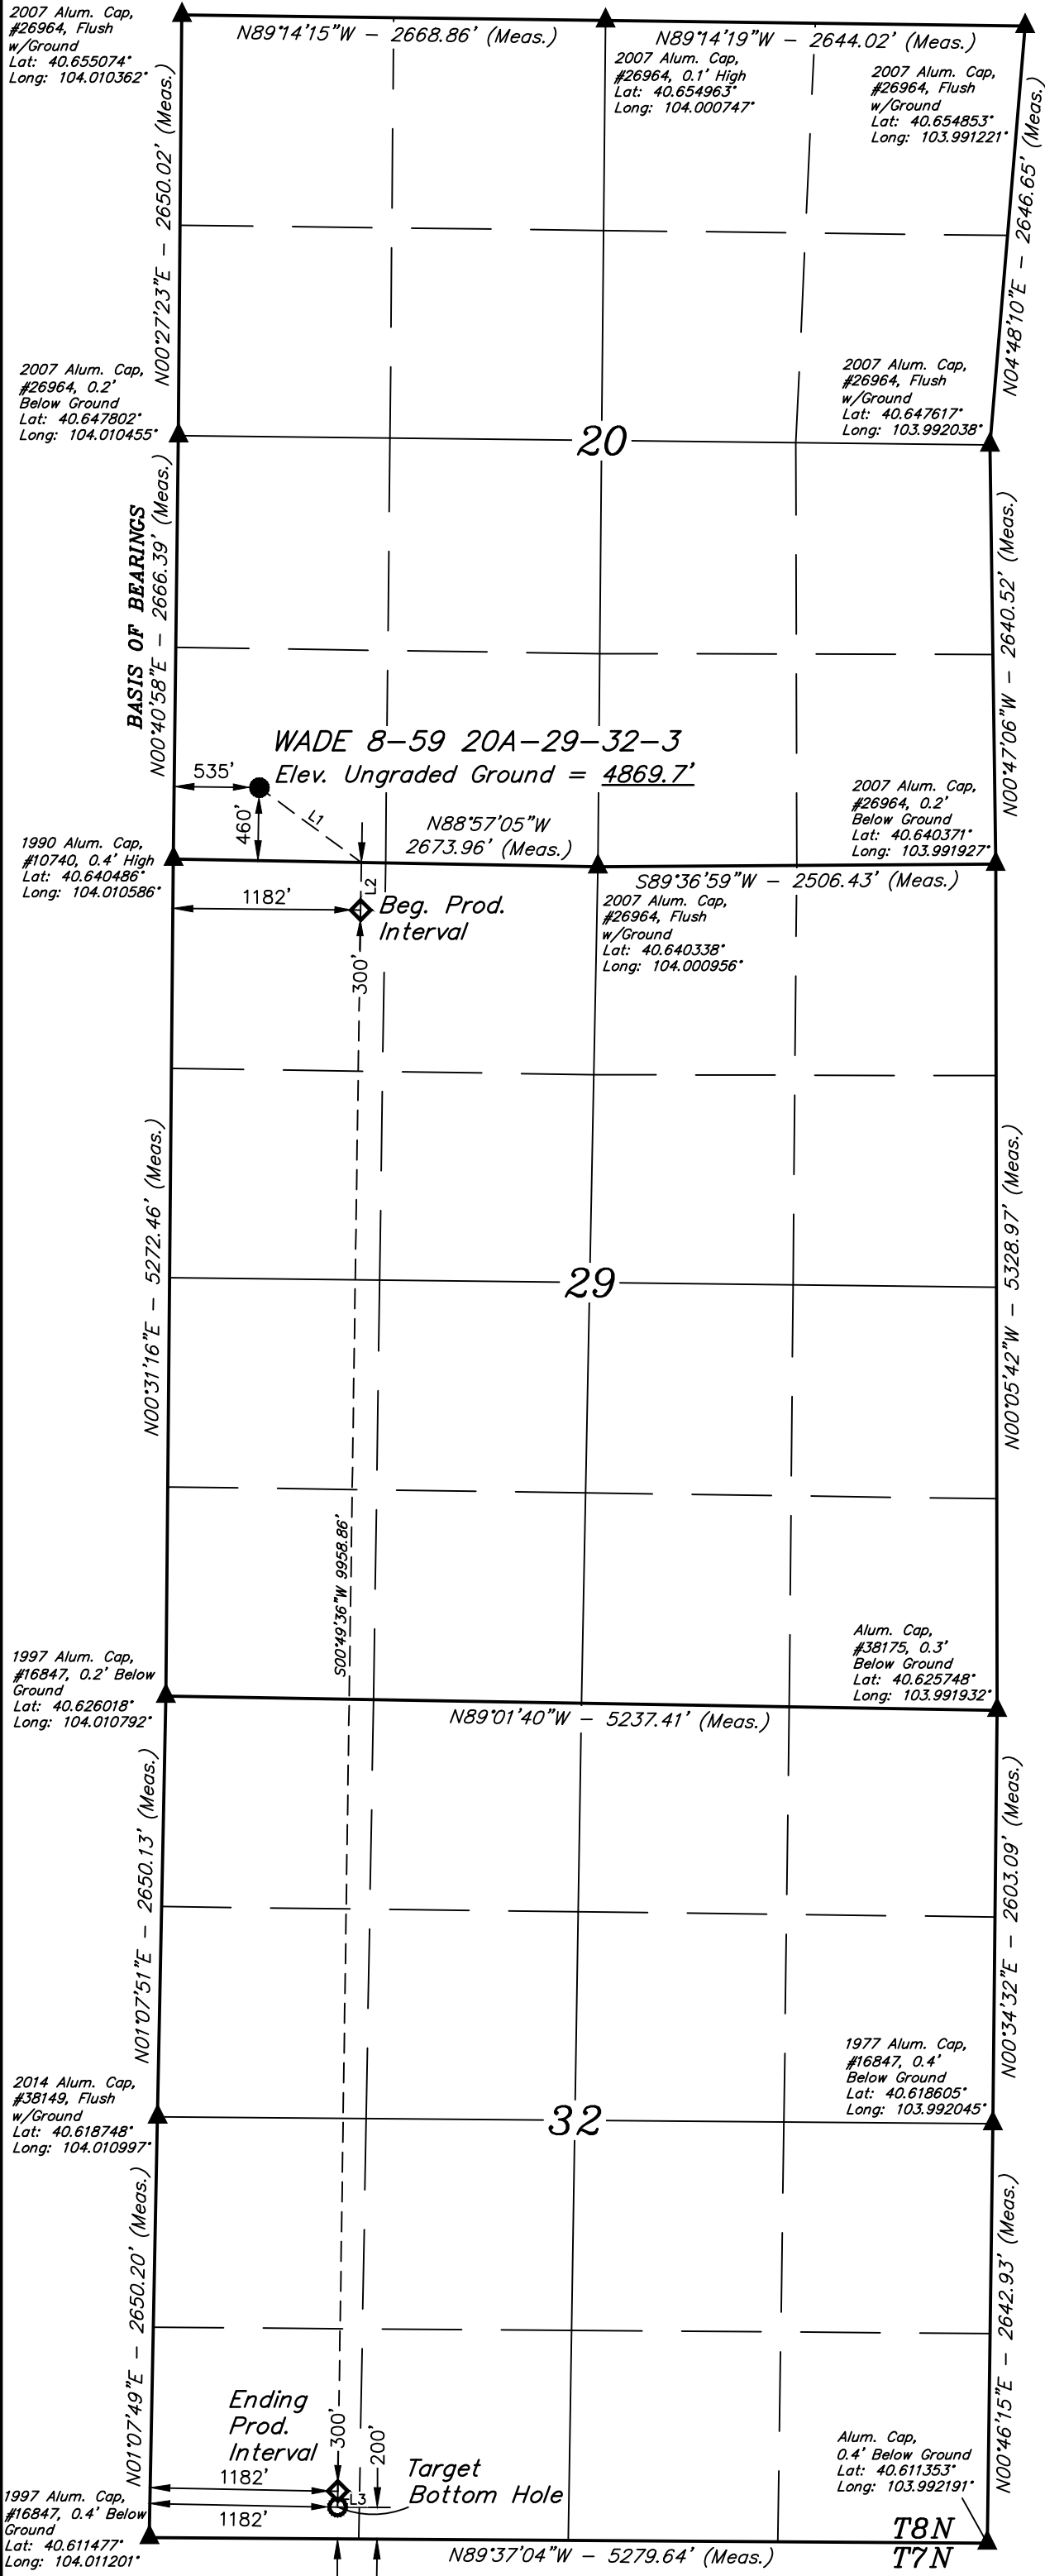 2007 Alum. Cap,
#26964, Flush
w/Ground
Lat: 40.655074°
Long: 104.010362°
N89°14'15"W - 2668.86' (Meas.)
N89°14'19"W - 2644.02' (Meas.)
2007 Alum. Cap,
#26964, 0.1' High
Lat: 40.654963°
Long: 104.000747°
2007 Alum. Cap,
#26964, Flush
w/Ground
Lat: 40.654853°
Long: 103.991221°
N00°27'23"E - 2650.02' (Meas.)
N04°48'10"E - 2646.65' (Meas.)
2007 Alum. Cap,
#26964, 0.2'
Below Ground
Lat: 40.647802°
Long: 104.010455°
2007 Alum. Cap,
#26964, Flush
w/Ground
Lat: 40.647617°
Long: 103.992038°
20
BASIS OF BEARINGS
N00°40'58"E - 2666.39' (Meas.)
N00°47'06"W - 2640.52' (Meas.)
WADE 8-59 20A-29-32-3
Elev. Ungraded Ground = 4869.7'
535'
460'
L1
N88°57'05"W
2673.96' (Meas.)
2007 Alum. Cap,
#26964, 0.2'
Below Ground
Lat: 40.640371°
Long: 103.991927°
1990 Alum. Cap,
#10740, 0.4' High
Lat: 40.640486°
Long: 104.010586°
S89°36'59"W - 2506.43' (Meas.)
1182'
L2
Beg. Prod.
Interval
2007 Alum. Cap,
#26964, Flush
w/Ground
Lat: 40.640338°
Long: 104.000956°
300'
N00°31'16"E - 5272.46' (Meas.)
N00°05'42"W - 5328.97' (Meas.)
29
S00°49'36"W 9958.86'
1997 Alum. Cap,
#16847, 0.2' Below
Ground
Lat: 40.626018°
Long: 104.010792°
Alum. Cap,
#38175, 0.3'
Below Ground
Lat: 40.625748°
Long: 103.991932°
N89°01'40"W - 5237.41' (Meas.)
N01°07'51"E - 2650.13' (Meas.)
N00°34'32"E - 2603.09' (Meas.)
2014 Alum. Cap,
#38149, Flush
w/Ground
Lat: 40.618748°
Long: 104.010997°
1977 Alum. Cap,
#16847, 0.4'
Below Ground
Lat: 40.618605°
Long: 103.992045°
32
N01°07'49"E - 2650.20' (Meas.)
N00°46'15"E - 2642.93' (Meas.)
Ending
Prod.
Interval
300'
200'
Target
Bottom Hole
1182'
L3
1182'
Alum. Cap,
0.4' Below Ground
Lat: 40.611353°
Long: 103.992191°
1997 Alum. Cap,
#16847, 0.4' Below
Ground
Lat: 40.611477°
Long: 104.011201°
N89°37'04"W - 5279.64' (Meas.)
T8N
T7N